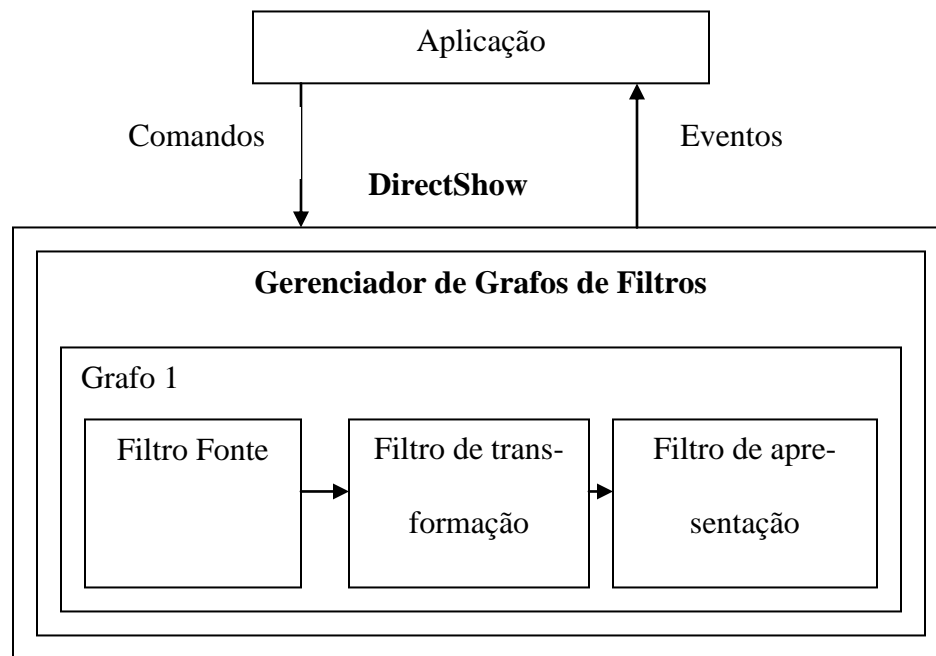 Aplicação
Comandos
Eventos
DirectShow
Gerenciador de Grafos de Filtros
Grafo 1
Filtro Fonte
Filtro de trans-
formação
Filtro de apre-
sentação